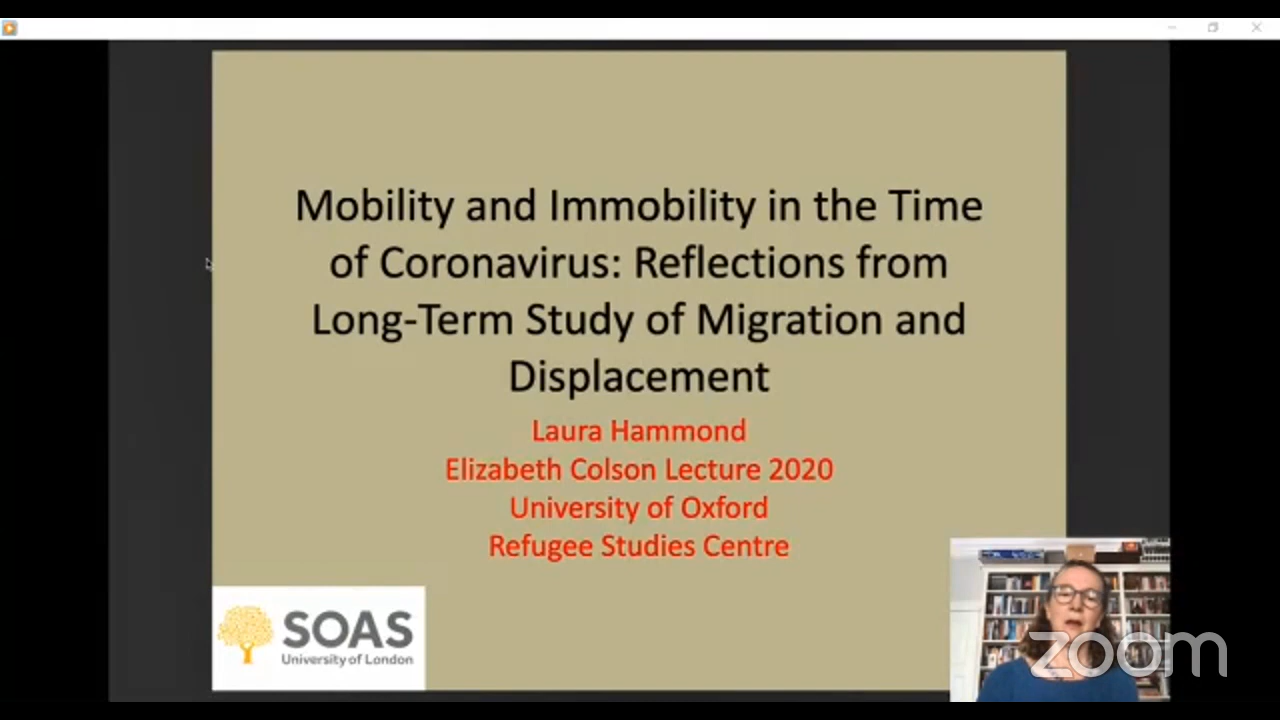 Mobility and Immobility in the Time
of Coronavirus: Reflections from
Long-Term Study of Migration and
Displacement
Laura Hammond
Elizabeth Colson Lecture 2020
University of Oxford
Refugee Studies Centre
SOAS
University of London
zoom